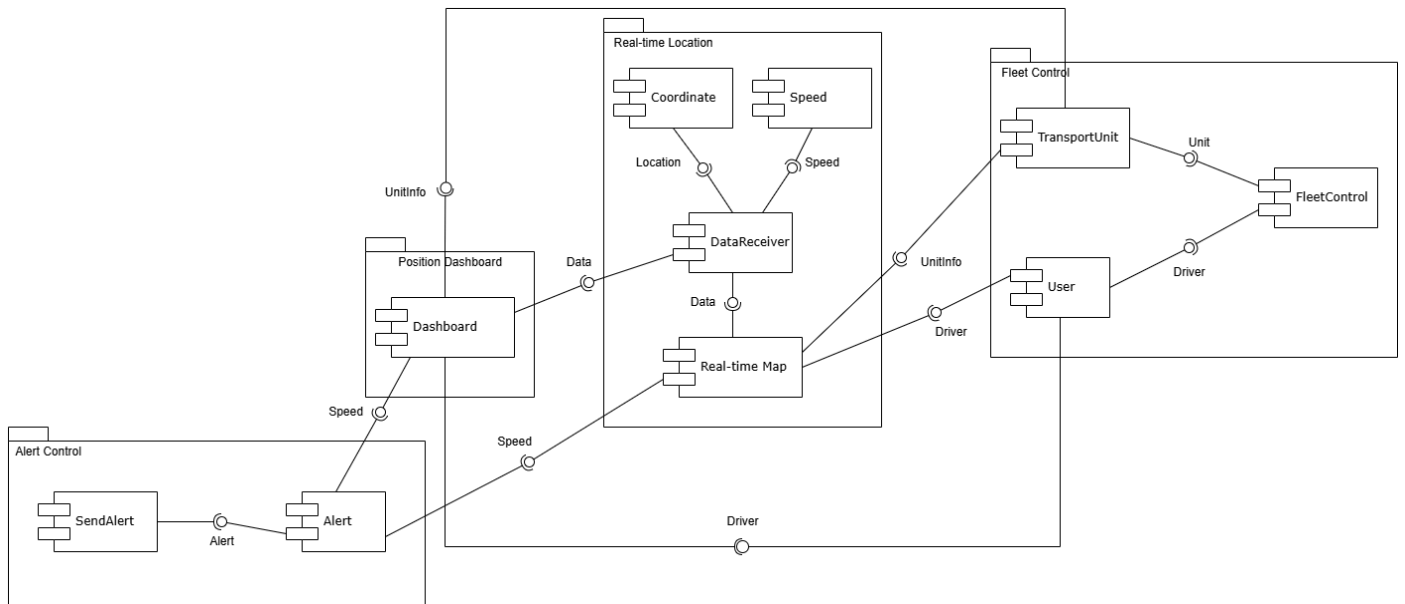 Real-time Location
Coordinate
Speed
Location
Speed
DataReceiver
Data
Real-time Map
Fleet Control
TransportUnit
Unit
FleetControl
Driver
User
UnitInfo
Driver
UnitInfo
Position Dashboard
Dashboard
Data
Speed
Speed
Alert Control
SendAlert
Alert
Alert
Driver